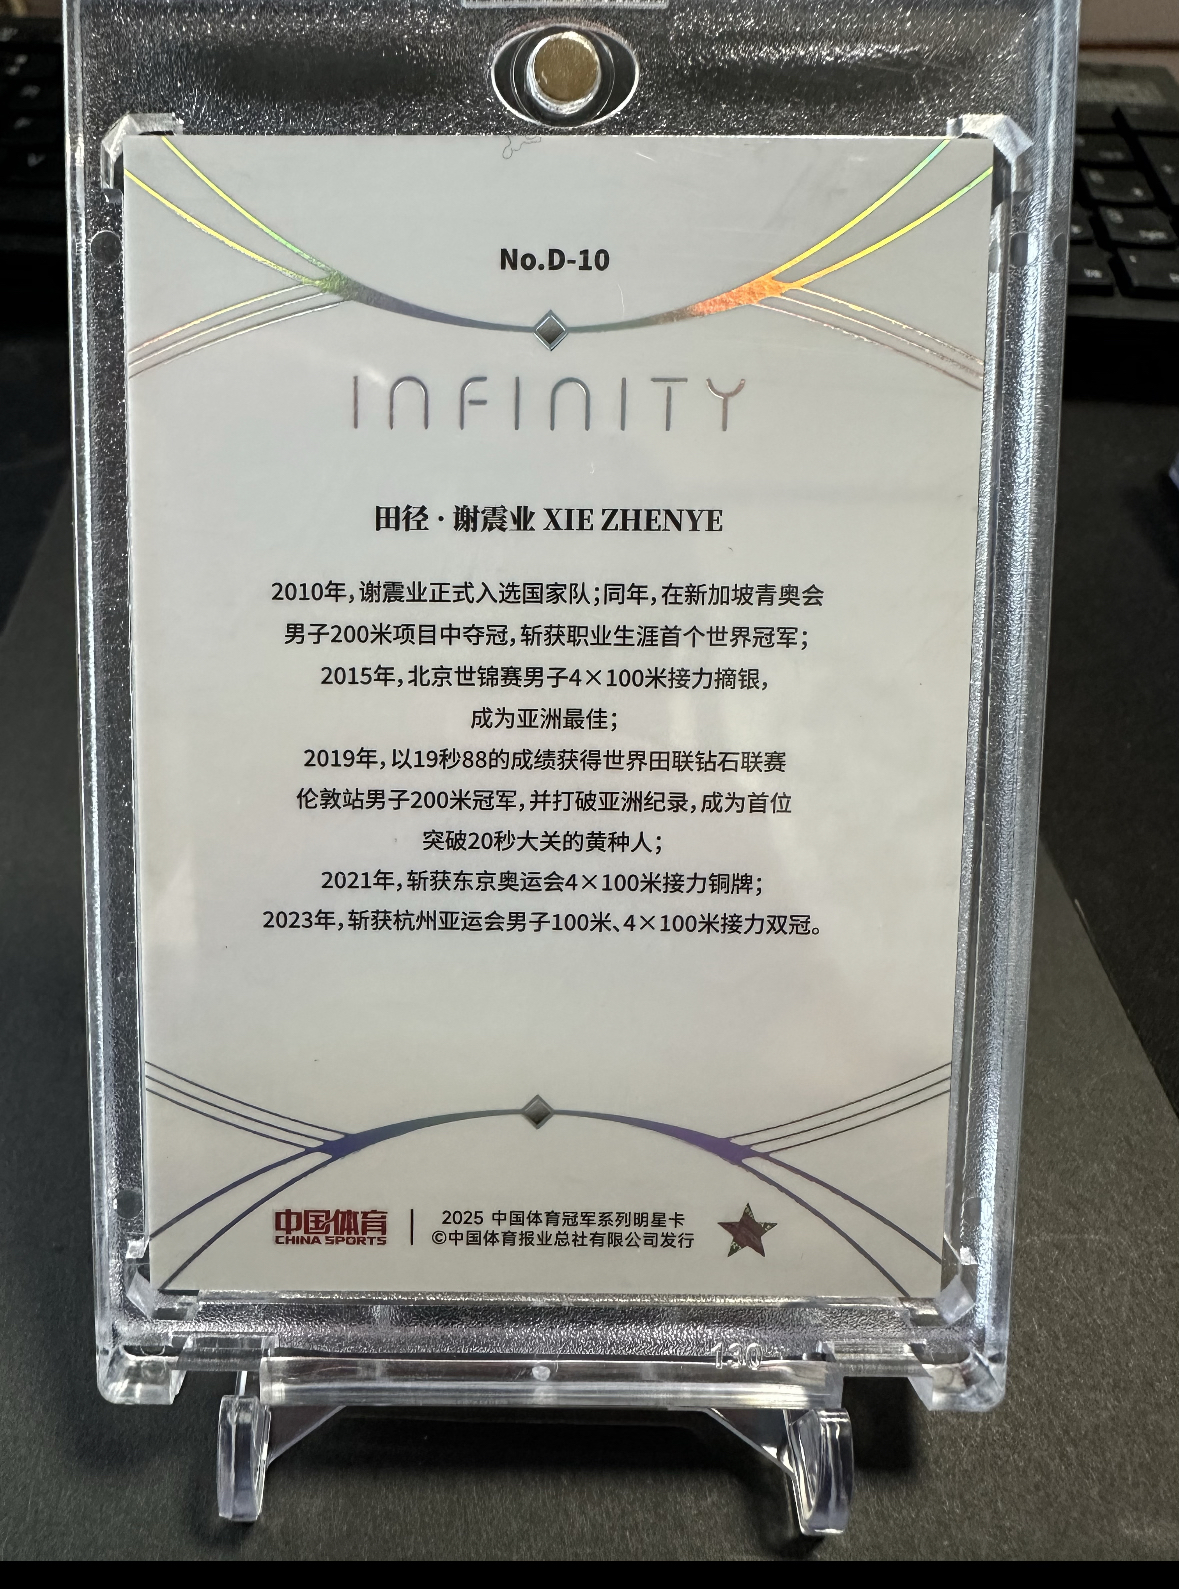 No.D-10
INFINITY
田径·谢震业 XIE ZHENYE
2010年,谢震业正式入选国家队;同年,在新加坡青奥会
男子200米项目中夺冠,斩获职业生涯首个世界冠军;
2015年,北京世锦赛男子4×100米接力摘银,
成为亚洲最佳;
2019年,以19秒88的成绩获得世界田联钻石联赛
伦敦站男子200米冠军,并打破亚洲纪录,成为首位
突破20秒大关的黄种人;
2021年,斩获东京奥运会4×100米接力铜牌;
2023年,斩获杭州亚运会男子100米、4×100米接力双冠。
中国体育
CHINA SPORTS
2025 中国体育冠军系列明星卡
©中国体育报业总社有限公司发行
130